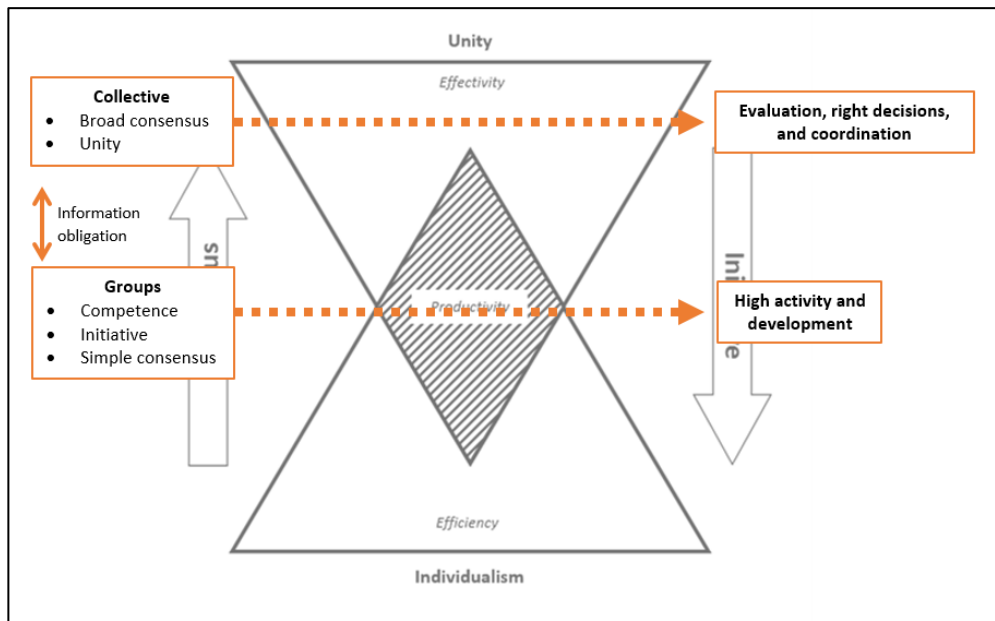 Unity
Effectivity
Collective
• Broad consensus
• Unity
Evaluation, right decisions,
and coordination
Information
obligation
Groups
• Competence
• Initiative
• Simple consensus
Productivity
High activity and
development
Efficiency
Individualism